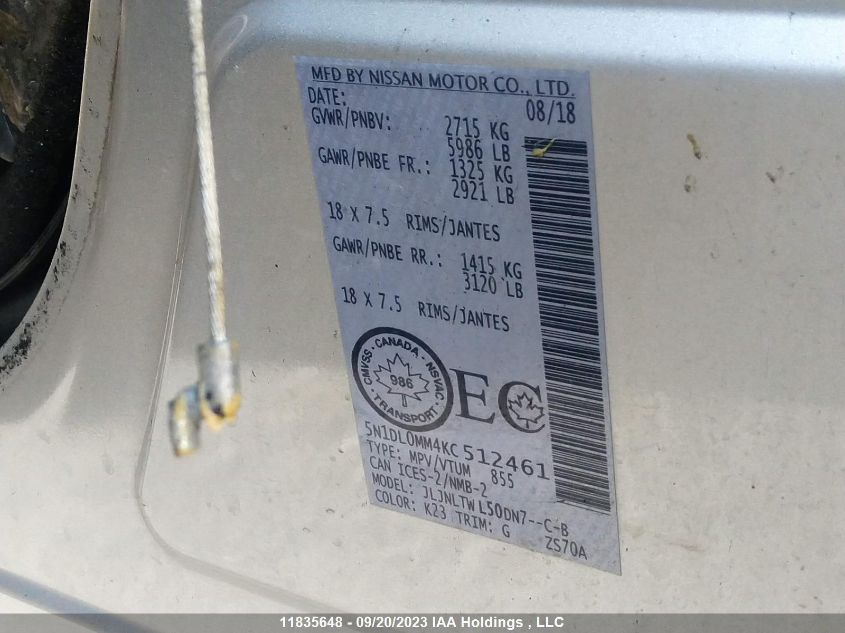 MFD BY NISSAN MOTOR CO., LTD.
DATE: 08/18
GVWR/PNBV: 2715 KG
5986 LB
GAWR/PNBE FR.: 1325 KG
2921 LB
18 X 7.5 RIMS/JANTES
GAWR/PNBE RR.: 1415 KG
3120 LB
18 X 7.5 RIMS/JANTES
CMVSS · CANADA · NSVAC · TRANSPORT ·
986
EC
5N1DL0MM4KC512461
TYPE: MPV/VTUM 855
CAN ICES-2/NMB-2
MODEL: JLJNLTWL50DN7--C-B
COLOR: K23 TRIM: G ZS70A
11835648 - 09/20/2023 IAA Holdings , LLC